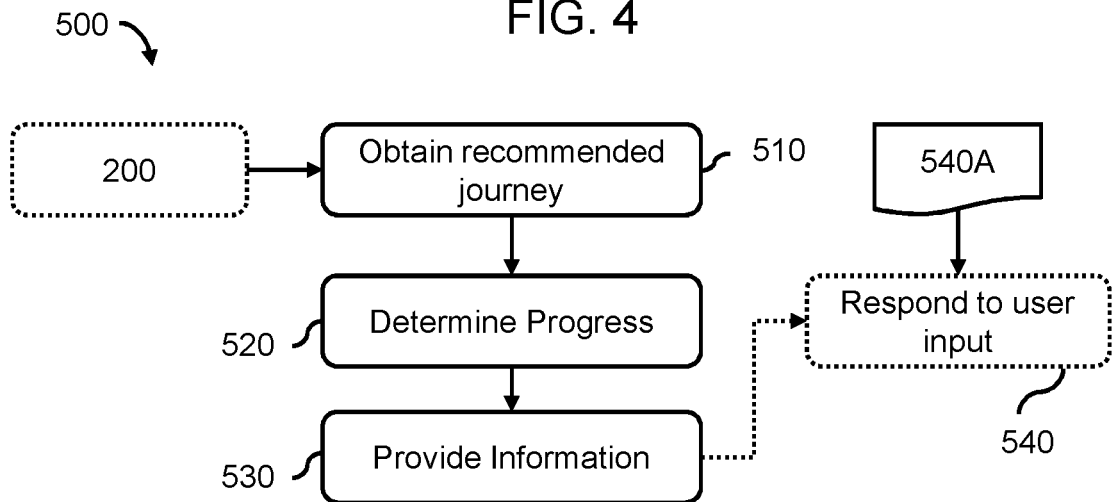 FIG. 4
500
200
Obtain recommended
journey
510
540A
520
Determine Progress
Respond to user
input
530
Provide Information
540